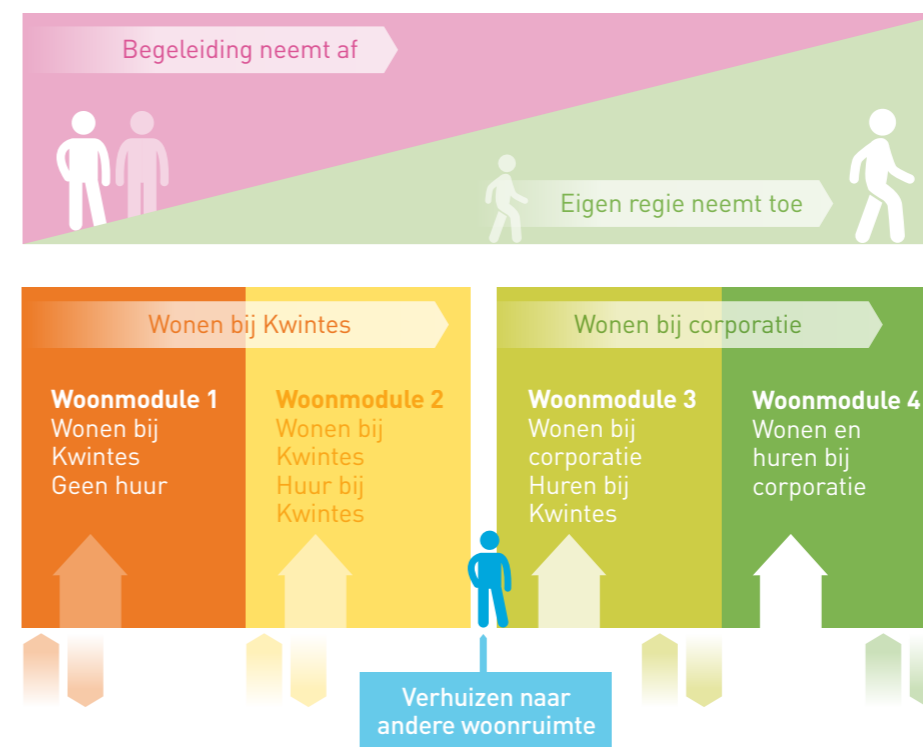 Begeleiding neemt af
Eigen regie neemt toe
Wonen bij Kwintes
Wonen bij corporatie
Woonmodule 1
Wonen bij
Kwintes
Geen huur
Woonmodule 2
Wonen bij
Kwintes
Huur bij
Kwintes
Woonmodule 3
Wonen bij
corporatie
Huren bij
Kwintes
Woonmodule 4
Wonen en
huren bij
corporatie
Verhuizen naar
andere woonruimte